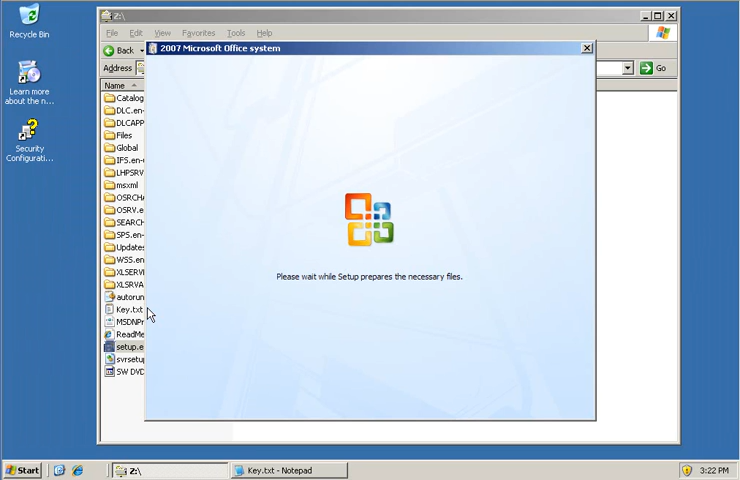 Recycle Bin
Learn more
about the n...
Security
Configurati...
Z:\
File Edit View Favorites Tools Help
Back
Address
Go
Name
2007 Microsoft Office system
Catalog
DLC.en-
DLCAPP
Files
Global
IFS.en-
LHPSRV
msxml
OSRCHA
OSRV.e
SEARCH
SPS.en-
Updates
WSS.en-
XLSERVE
XLSRVA
autorun
Key.txt
MSDNPr
ReadMe
setup.e
svrsetup
SW DVD
Please wait while Setup prepares the necessary files.
Start
Z:\
Key.txt - Notepad
3:22 PM